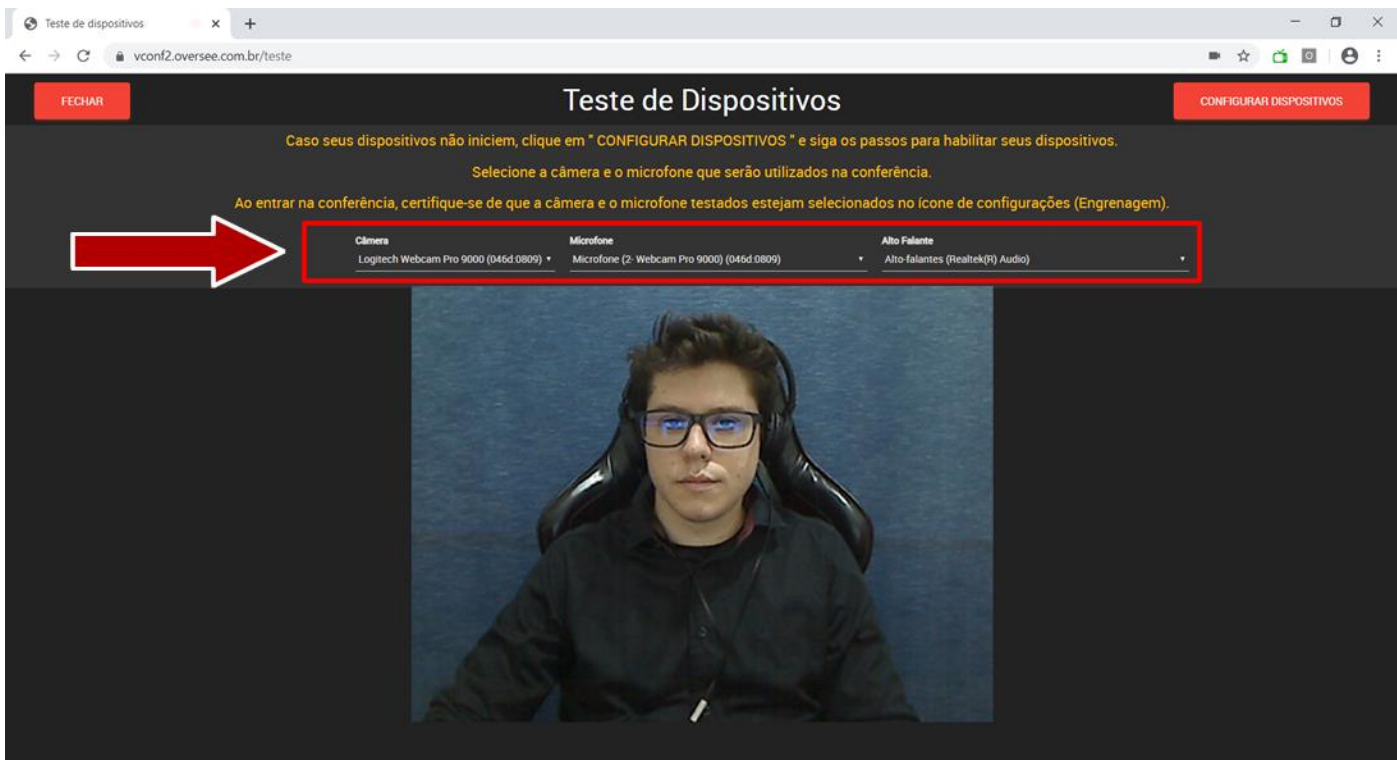 Teste de dispositivos
vconf2.oversee.com.br/teste
FECHAR
Teste de Dispositivos
CONFIGURAR DISPOSITIVOS
Caso seus dispositivos não iniciem, clique em " CONFIGURAR DISPOSITIVOS " e siga os passos para habilitar seus dispositivos.
Selecione a câmera e o microfone que serão utilizados na conferência.
Ao entrar na conferência, certifique-se de que a câmera e o microfone testados estejam selecionados no ícone de configurações (Engrenagem).
Câmera Microfone Alto Falante
Logitech Webcam Pro 9000 (046d:0809) Microfone (2- Webcam Pro 9000) (046d:0809) Alto-falantes (Realtek(R) Audio)